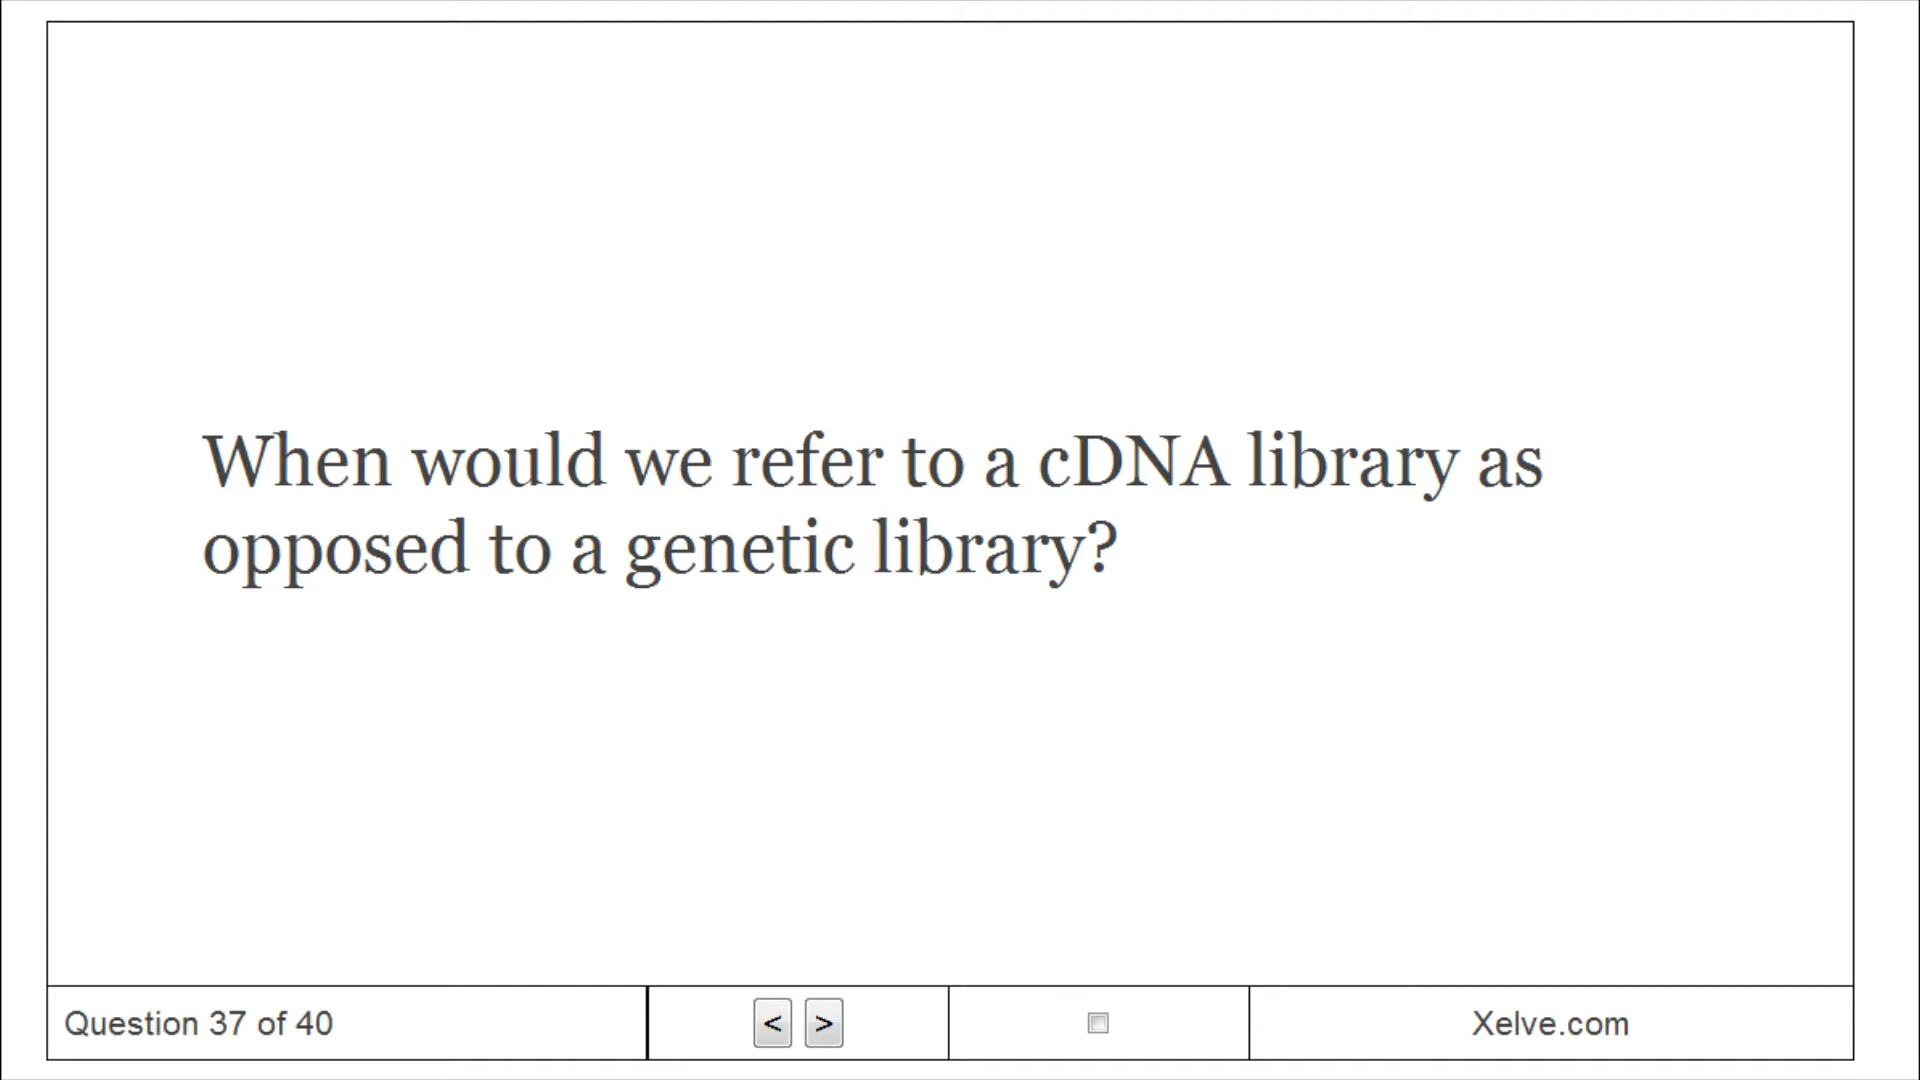 When would we refer to a cDNA library as
opposed to a genetic library?
Question 37 of 40
< >
Xelve.com